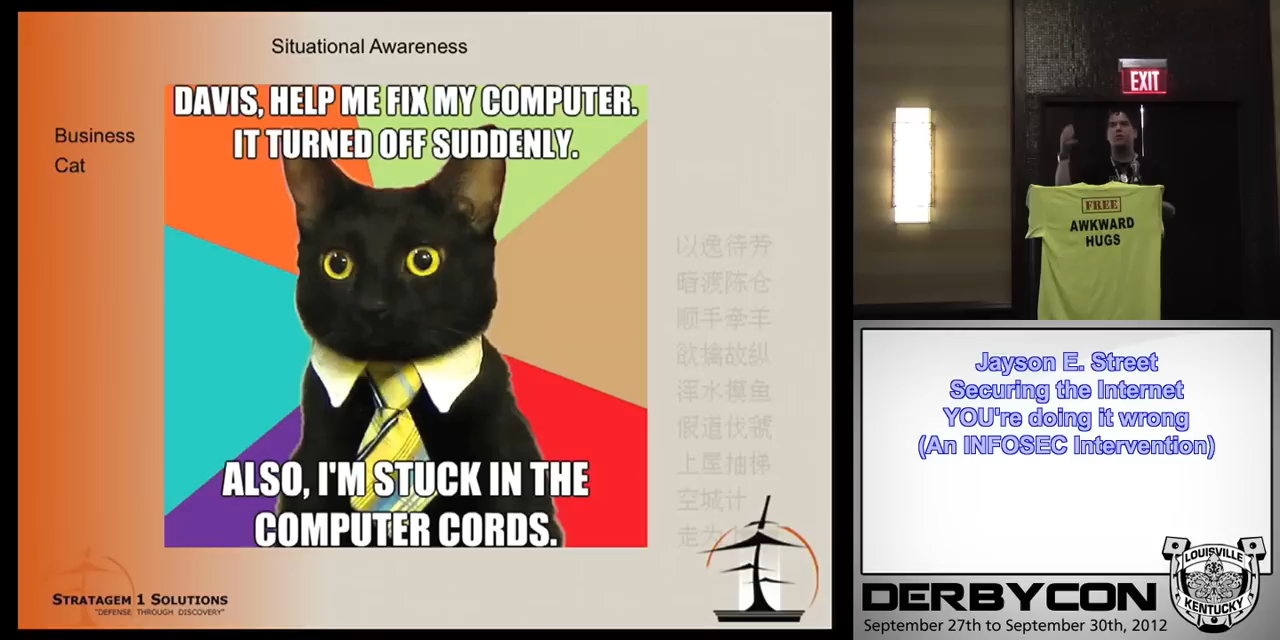 Situational Awareness
Business
Cat
DAVIS, HELP ME FIX MY COMPUTER.
IT TURNED OFF SUDDENLY.
ALSO, I'M STUCK IN THE
COMPUTER CORDS.
以逸待劳
暗渡陈仓
顺手牵羊
欲擒故纵
浑水摸鱼
假道伐虢
上屋抽梯
空城计
走为
STRATAGEM 1 SOLUTIONS
"DEFENSE THROUGH DISCOVERY"
EXIT
FREE
AWKWARD
HUGS
Jayson E. Street
Securing the Internet
YOU're doing it wrong
(An INFOSEC Intervention)
LOUISVILLE
KENTUCKY
DERBYCON
September 27th to September 30th, 2012